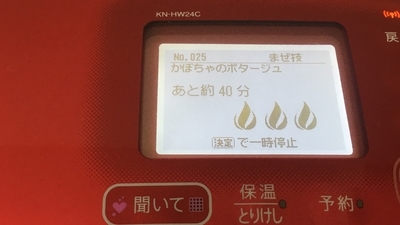 KN-HW24C
No.025 まぜ技
かぼちゃのポタージュ
あと約40分
決定 で一時停止
聞いて
保温
とりけし
予約
戻